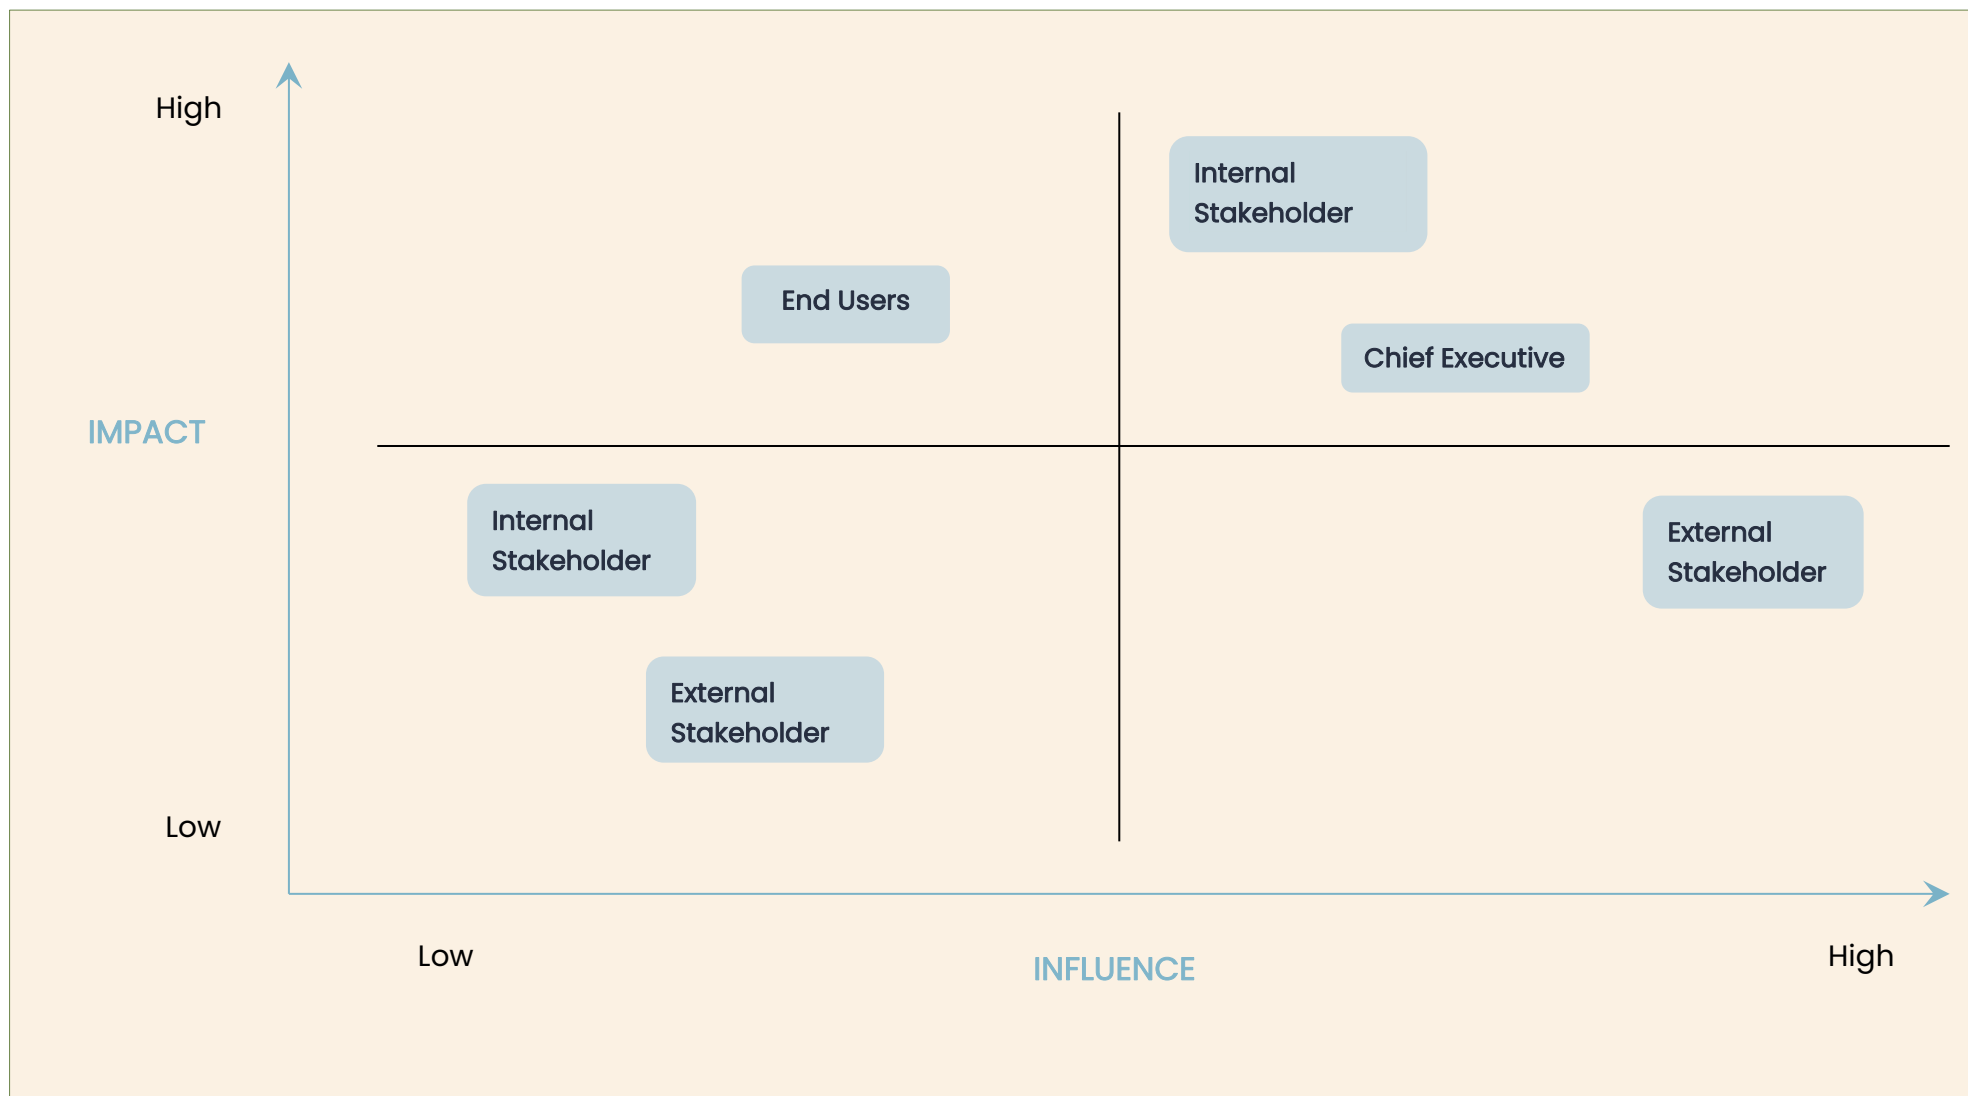 High
Internal
Stakeholder
End Users
Chief Executive
IMPACT
Internal
Stakeholder
External
Stakeholder
External
Stakeholder
Low
Low
INFLUENCE
High